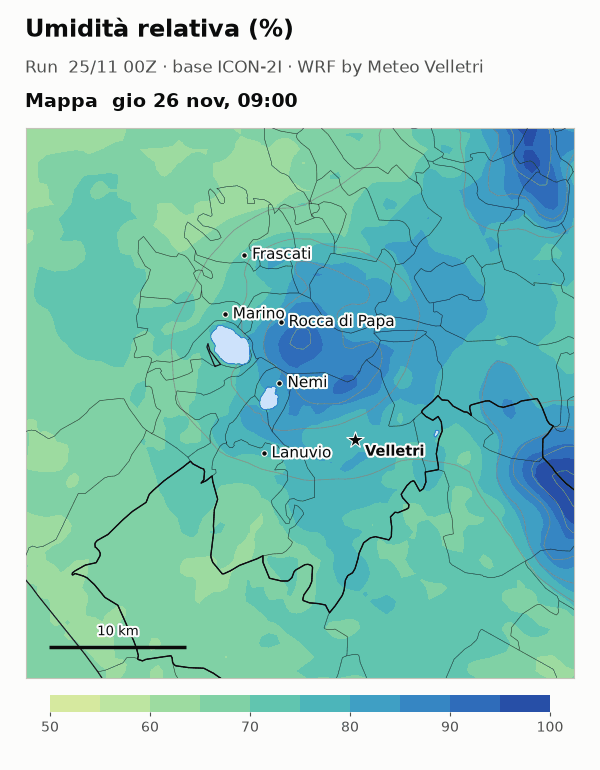 Umidità relativa (%)
Run  25/11 00Z · base ICON-2I · WRF by Meteo Velletri
Mappa  gio 26 nov, 09:00
Frascati
Marino
Rocca di Papa
Nemi
Velletri
Lanuvio
10 km
50 60 70 80 90 100